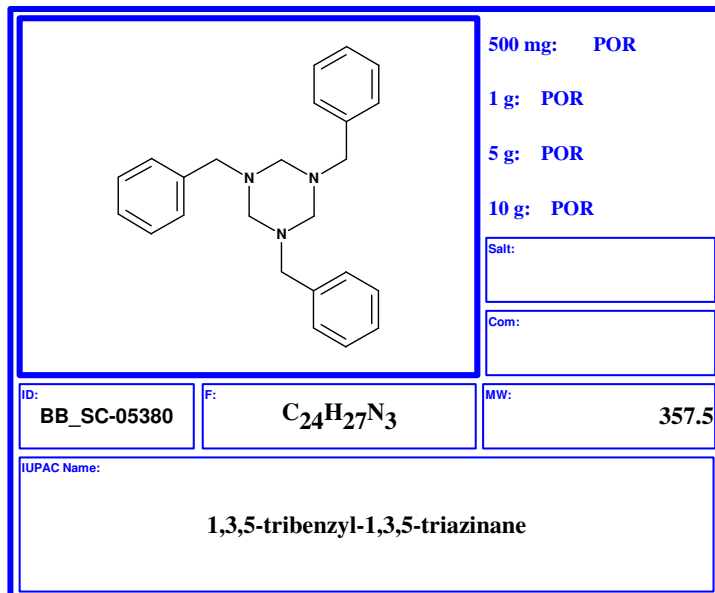 N N
N
500 mg: POR
1 g: POR
5 g: POR
10 g: POR
Salt:
Com:
ID:
BB_SC-05380
F:
C24H27N3
MW:
357.5
IUPAC Name:
1,3,5-tribenzyl-1,3,5-triazinane